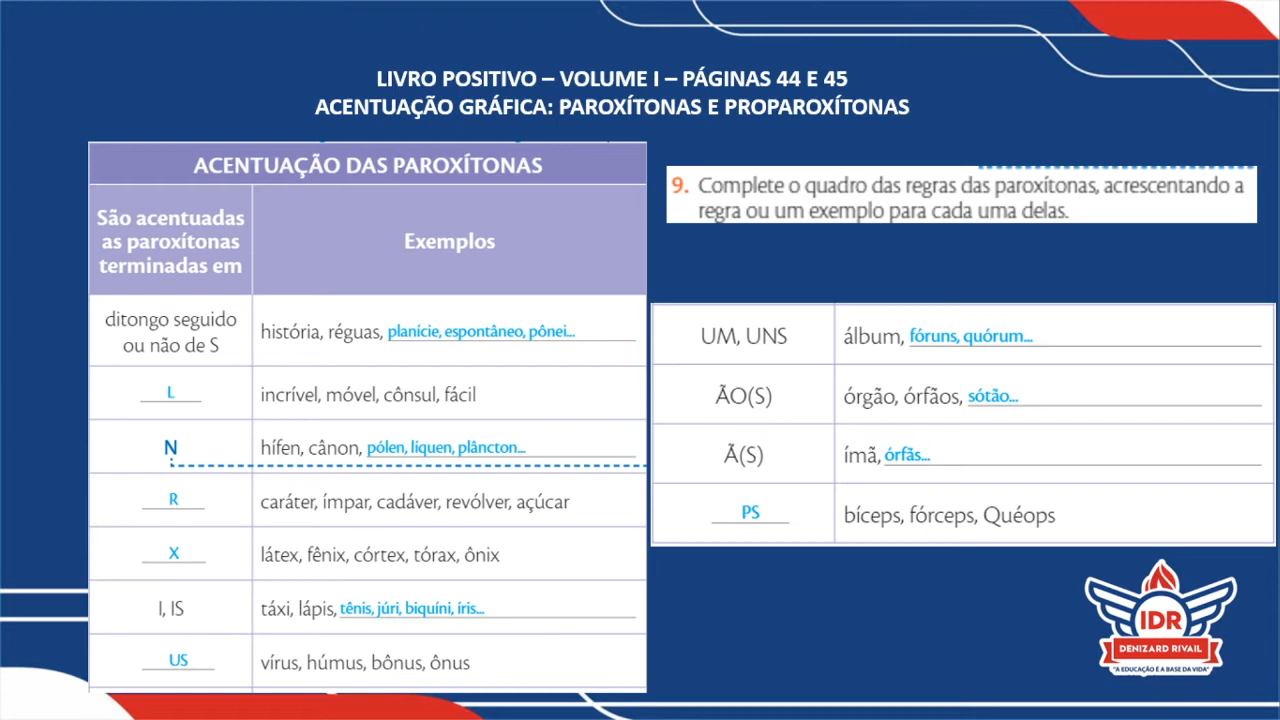 LIVRO POSITIVO – VOLUME I – PÁGINAS 44 E 45
ACENTUAÇÃO GRÁFICA: PAROXÍTONAS E PROPAROXÍTONAS
ACENTUAÇÃO DAS PAROXÍTONAS
São acentuadas
as paroxítonas
terminadas em
Exemplos
ditongo seguido
ou não de S
história, réguas, planície, espontâneo, pônei...
L
incrível, móvel, cônsul, fácil
N
hífen, cânon, pólen, líquen, plâncton...
R
caráter, ímpar, cadáver, revólver, açúcar
X
látex, fênix, córtex, tórax, ônix
I, IS
táxi, lápis, tênis, júri, biquíni, íris...
US
vírus, húmus, bônus, ônus
9. Complete o quadro das regras das paroxítonas, acrescentando a
regra ou um exemplo para cada uma delas.
UM, UNS
álbum, fóruns, quórum...
ÃO(S)
órgão, órfãos, sótão...
Ã(S)
ímã, órfãs...
PS
bíceps, fórceps, Quéops
IDR
DENIZARD RIVAIL
"A EDUCAÇÃO É A BASE DA VIDA"